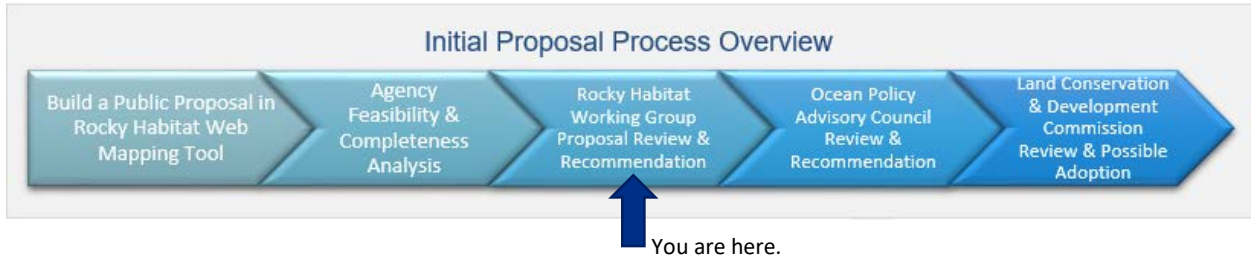 Initial Proposal Process Overview
Build a Public Proposal in
Rocky Habitat Web
Mapping Tool
Agency
Feasibility &
Completeness
Analysis
Rocky Habitat
Working Group
Proposal Review &
Recommendation
Ocean Policy
Advisory Council
Review &
Recommendation
Land Conservation
& Development
Commission
Review & Possible
Adoption
You are here.